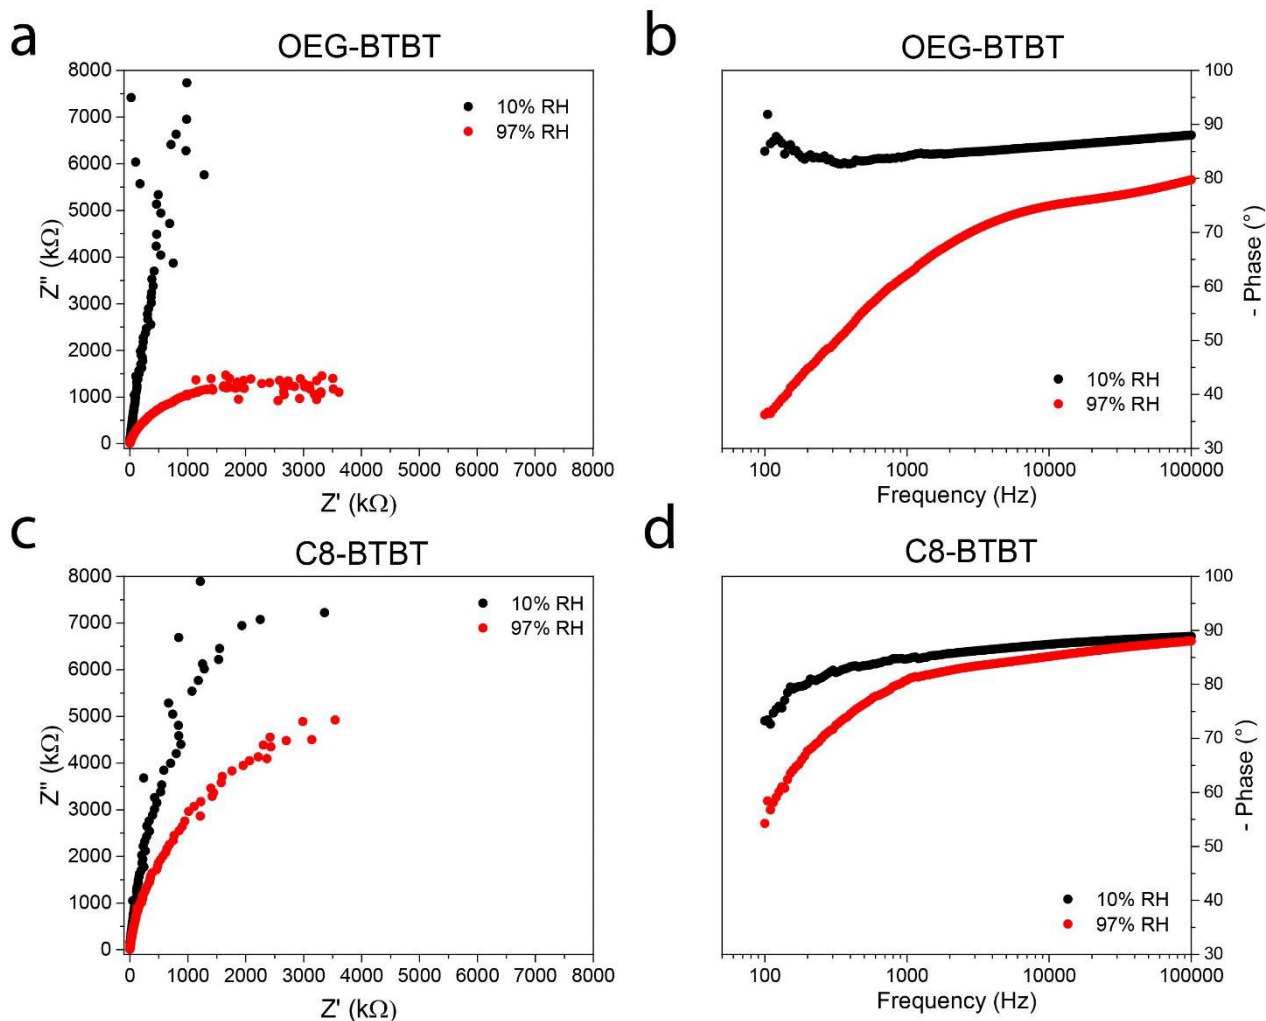 a
OEG-BTBT
8000
7000
6000
5000
4000
3000
2000
1000
0
Z'' (kΩ)
10% RH
97% RH
0 1000 2000 3000 4000 5000 6000 7000 8000
Z' (kΩ)
b
OEG-BTBT
100
90
80
70
60
50
40
30
- Phase (°)
10% RH
97% RH
100 1000 10000 100000
Frequency (Hz)
c
C8-BTBT
8000
7000
6000
5000
4000
3000
2000
1000
0
Z'' (kΩ)
10% RH
97% RH
0 1000 2000 3000 4000 5000 6000 7000 8000
Z' (kΩ)
d
C8-BTBT
100
90
80
70
60
50
40
30
- Phase (°)
10% RH
97% RH
100 1000 10000 100000
Frequency (Hz)